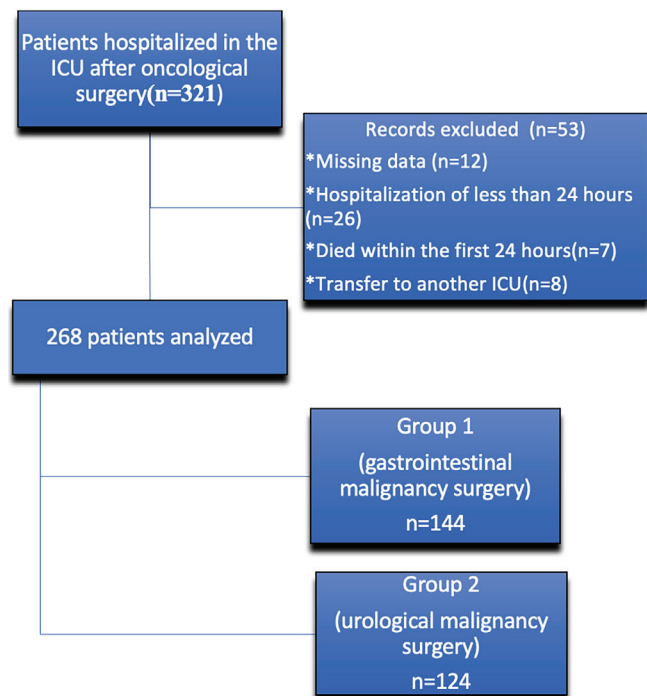 Patients hospitalized in the
ICU after oncological
surgery(n=321)
Records excluded  (n=53)
*Missing data (n=12)
*Hospitalization of less than 24 hours
(n=26)
*Died within the first 24 hours(n=7)
*Transfer to another ICU(n=8)
268 patients analyzed
Group 1
(gastrointestinal
malignancy surgery)
n=144
Group 2
(urological malignancy
surgery)
n=124